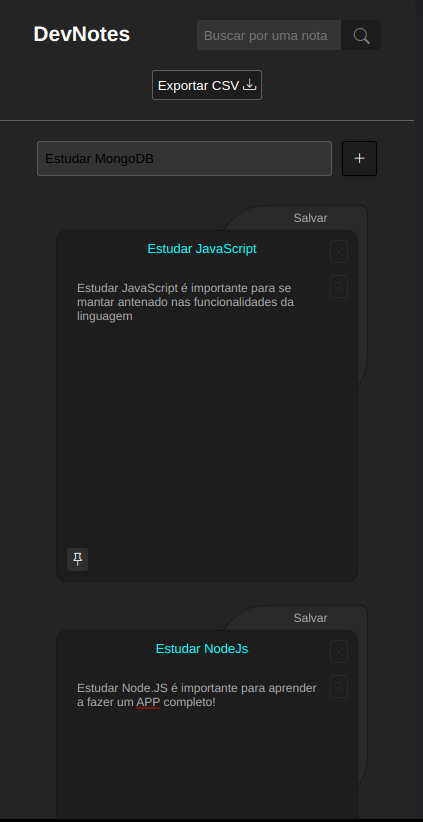 DevNotes
Buscar por uma nota
Exportar CSV
Estudar MongoDB
+
Salvar
Estudar JavaScript
Estudar JavaScript é importante para se
mantar antenado nas funcionalidades da
linguagem
Salvar
Estudar NodeJs
Estudar Node.JS é importante para aprender
a fazer um APP completo!